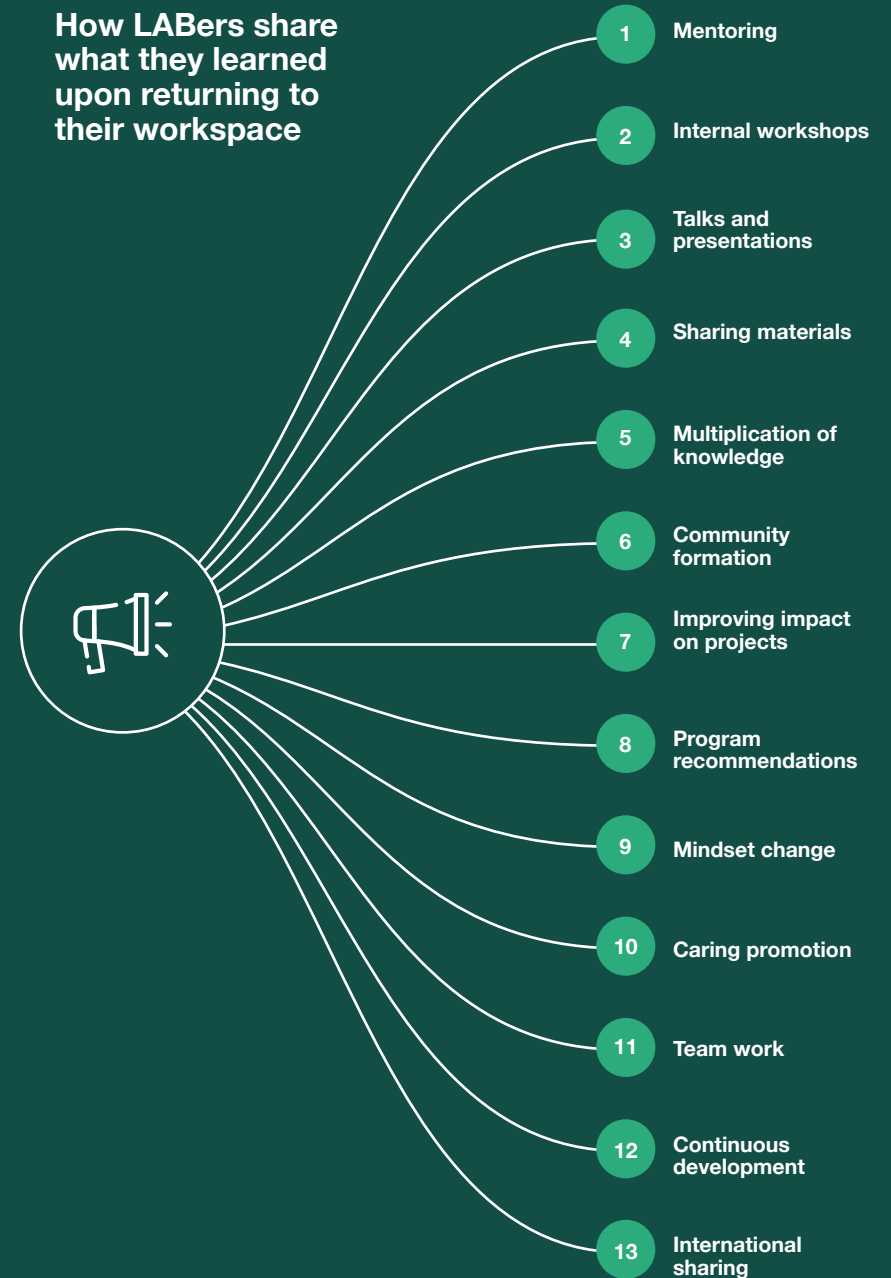 How LABers share
what they learned
upon returning to
their workspace
1 Mentoring
2 Internal workshops
3 Talks and
presentations
4 Sharing materials
5 Multiplication of
knowledge
6 Community
formation
7 Improving impact
on projects
8 Program
recommendations
9 Mindset change
10 Caring promotion
11 Team work
12 Continuous
development
13 International
sharing